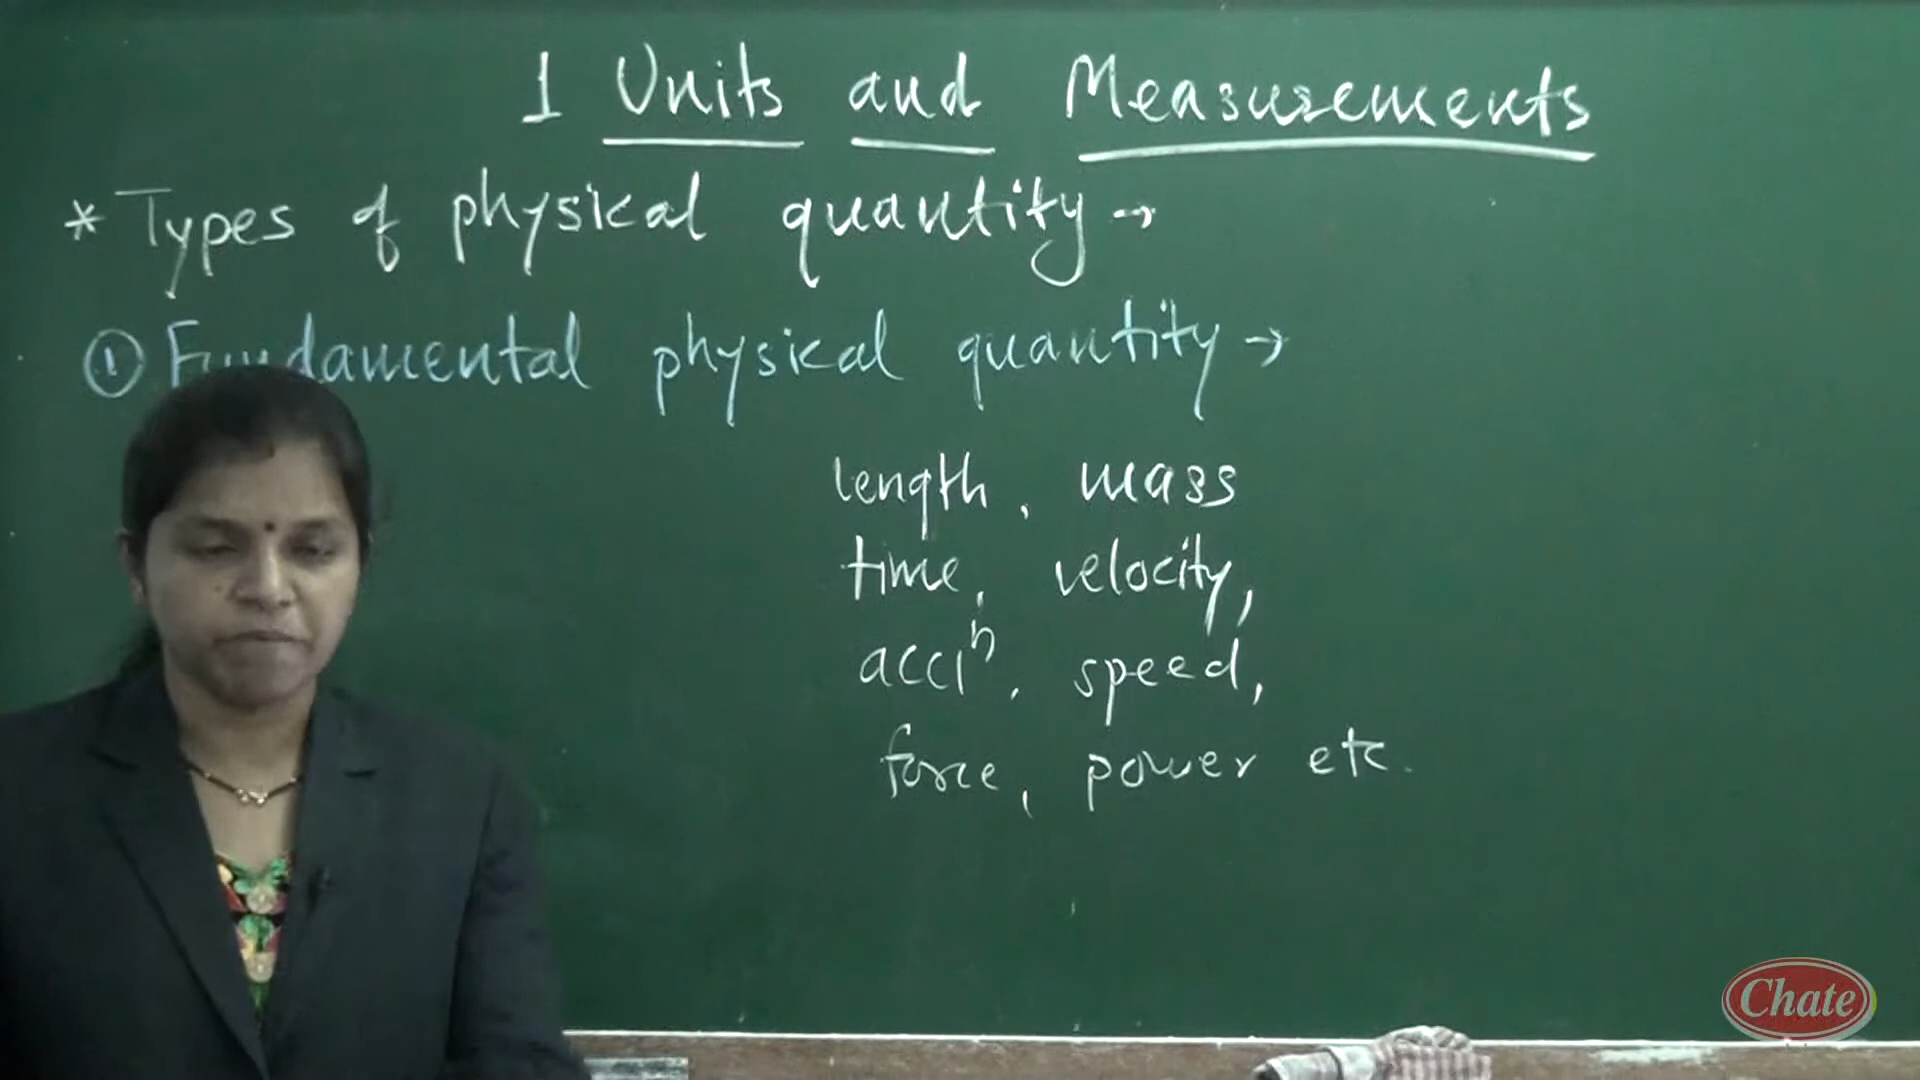 1 Units and Measurements
* Types of physical quantity →
① Fundamental physical quantity →
length, mass
time, velocity,
acclⁿ, speed,
force, power etc.
Chate